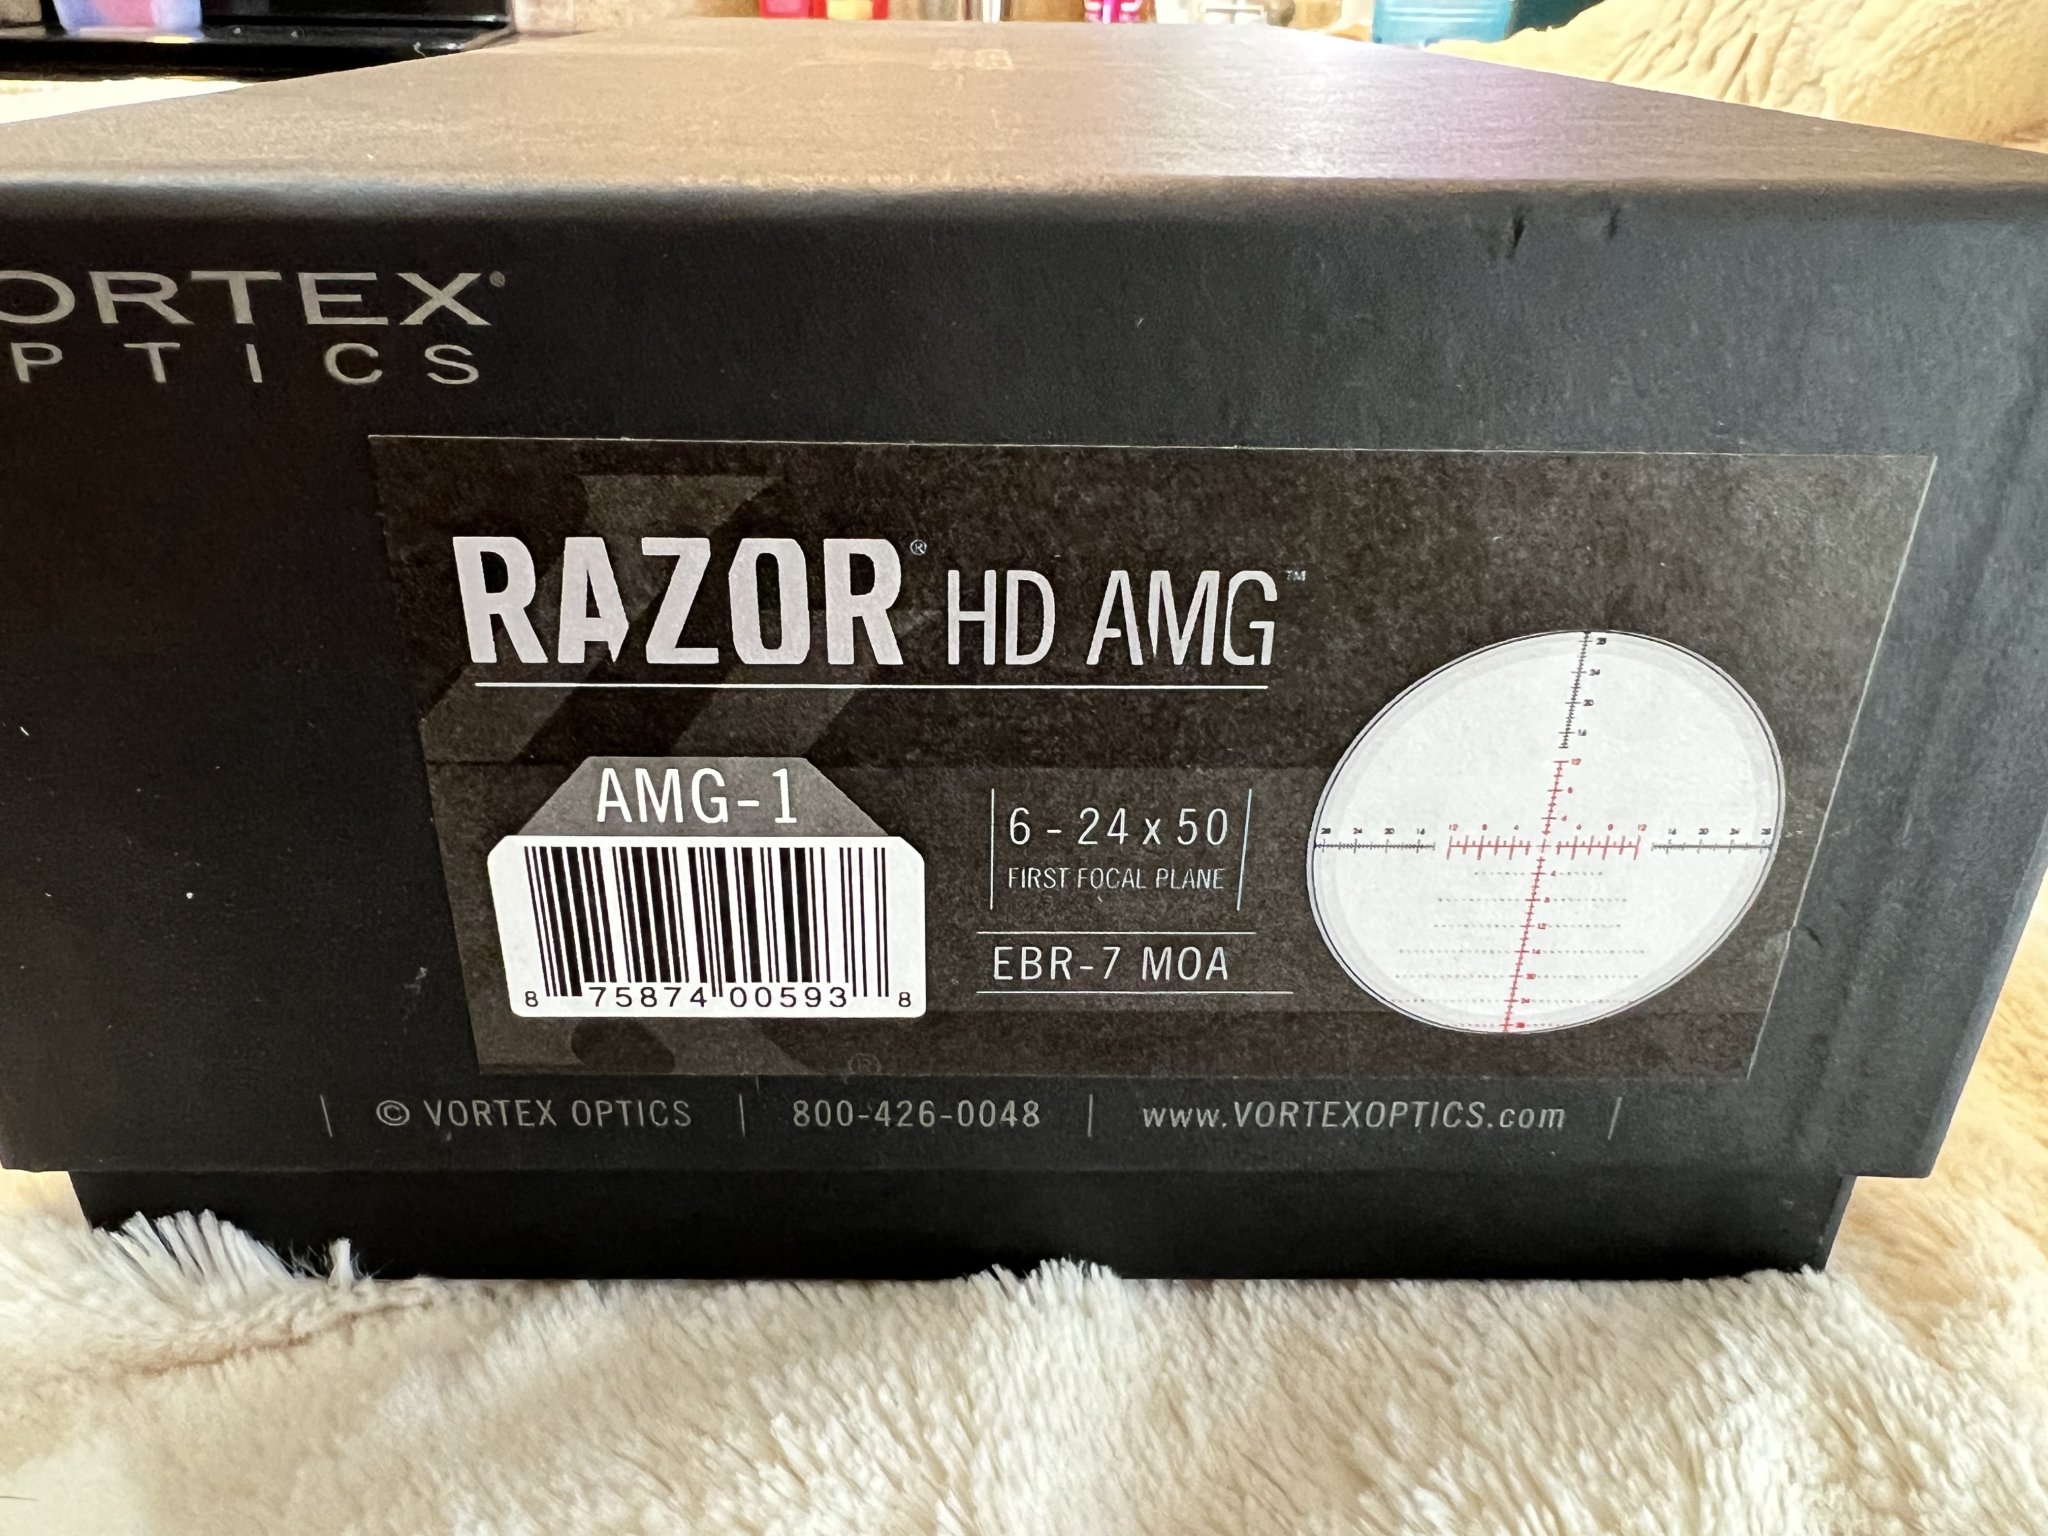 ORTEX®
PTICS
RAZOR® HD AMG™
AMG-1
6 - 24 x 50
FIRST FOCAL PLANE
EBR-7 MOA
8 75874 00593 8
© VORTEX OPTICS | 800-426-0048 | www.VORTEXOPTICS.com